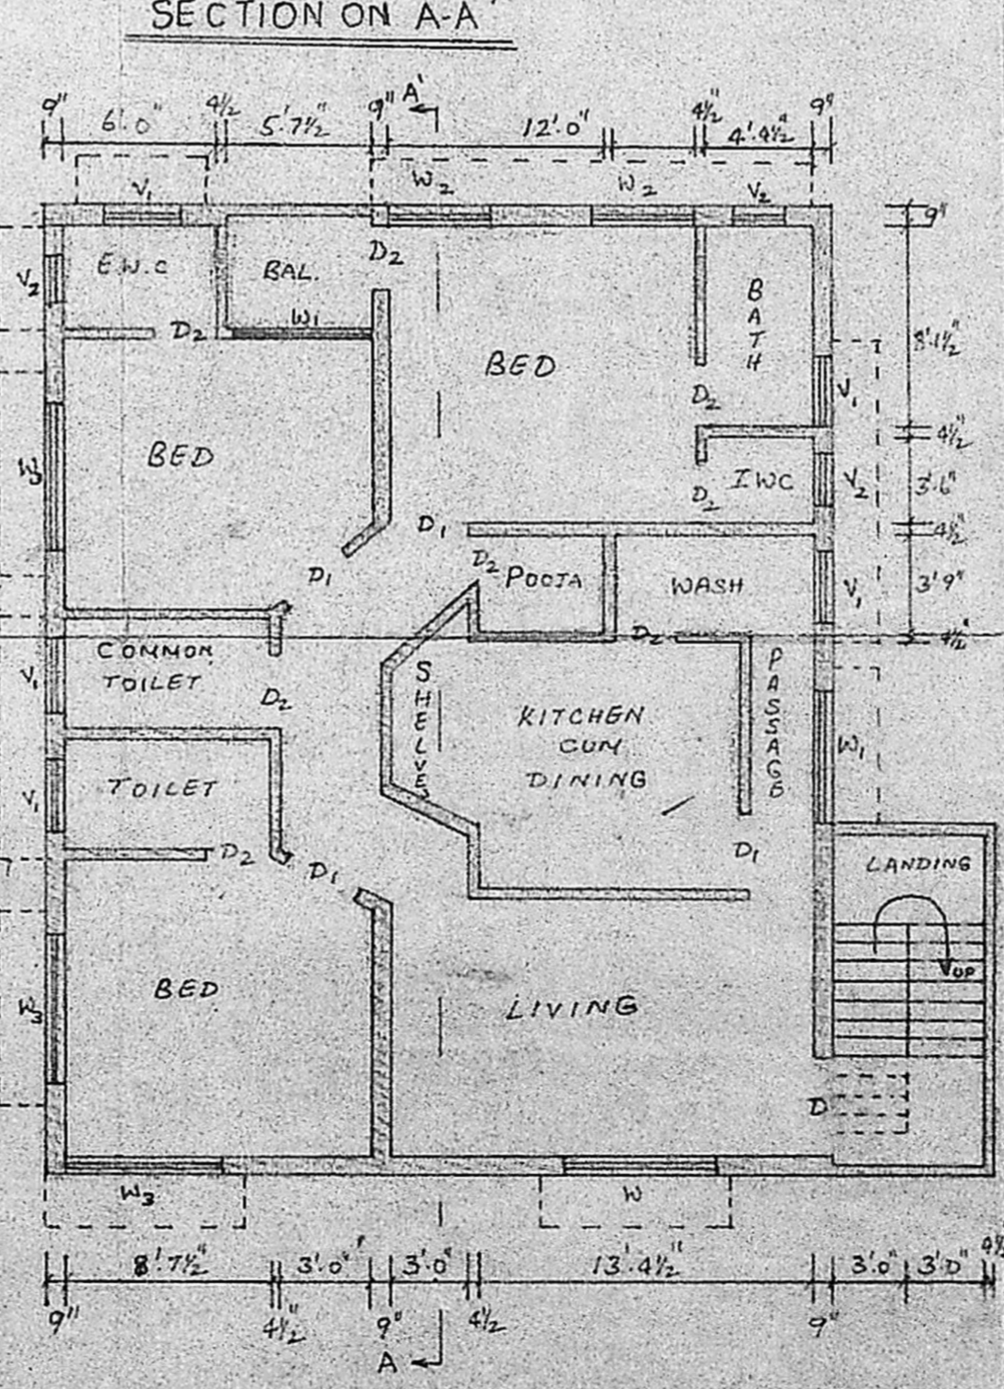 SECTION ON A-A'
9" 6'.0" 4½ 5'.7½" 9" A' 12'.0" 4½" 4'.4½" 9"
V₁ W₂ W₂ V₂
9"
E.W.C BAL. D₂ BATH
V₂
W₁
D₂
BED
8'.1½"
BED D₂ V₁
4½"
W₃ IWC V₂ 3'.6"
D₂
D₁ 4½"
D₂ POOJA WASH V₁ 3'9"
D₁
D₂ 4½"
COMMON
TOILET
V₁ D₂
SHELVES
KITCHEN
CUM
DINING
PASSAGE
W₁
TOILET
V₁
D₂ D₁ D₁
LANDING
UP
BED LIVING
W₃
D
W₃ W
8'.7½" 3'.0" 3'.0" 13'.4½" 3'.0" 3'.0" 4½
9" 4½" 9" 4½ 9"
A